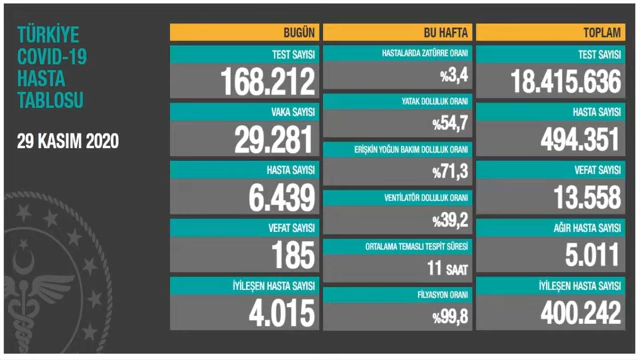 TÜRKİYE
COVID-19
HASTA
TABLOSU
29 KASIM 2020
BUGÜN
TEST SAYISI
168.212
VAKA SAYISI
29.281
HASTA SAYISI
6.439
VEFAT SAYISI
185
İYİLEŞEN HASTA SAYISI
4.015
BU HAFTA
HASTALARDA ZATÜRRE ORANI
%3,4
YATAK DOLULUK ORANI
%54,7
ERİŞKİN YOĞUN BAKIM DOLULUK ORANI
%71,3
VENTİLATÖR DOLULUK ORANI
%39,2
ORTALAMA TEMASLI TESPİT SÜRESİ
11 SAAT
FİLYASYON ORANI
%99,8
TOPLAM
TEST SAYISI
18.415.636
HASTA SAYISI
494.351
VEFAT SAYISI
13.558
AĞIR HASTA SAYISI
5.011
İYİLEŞEN HASTA SAYISI
400.242